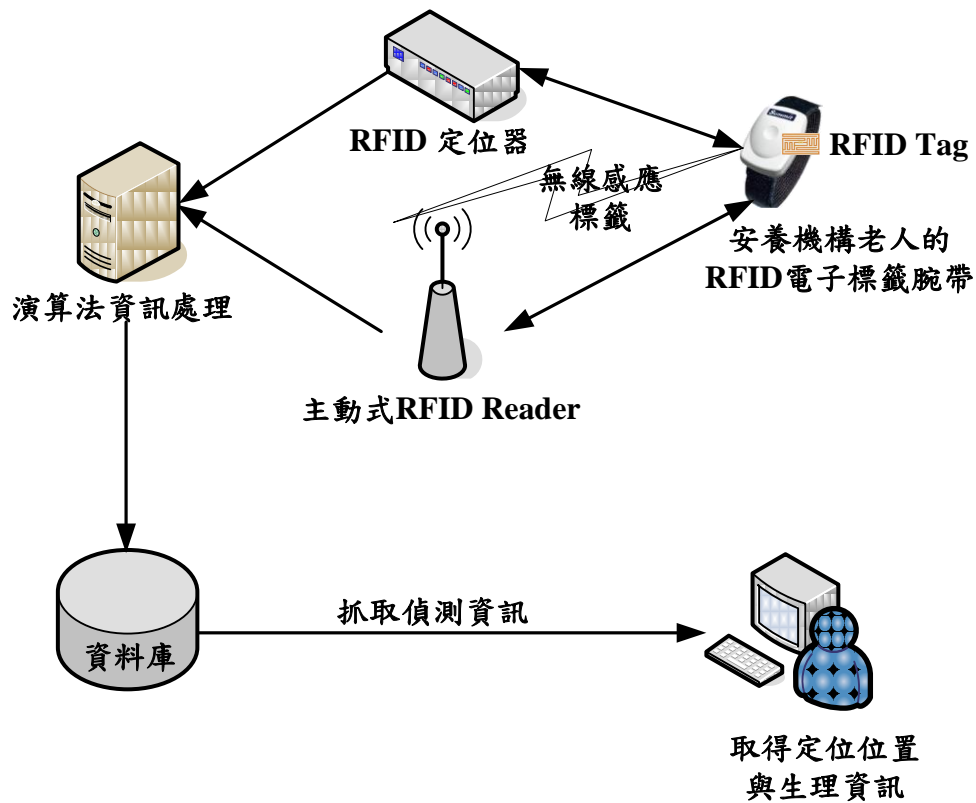 RFID 定位器
RFID Tag
無線感應
標籤
安養機構老人的
RFID電子標籤腕帶
演算法資訊處理
主動式RFID Reader
抓取偵測資訊
資料庫
取得定位位置
與生理資訊